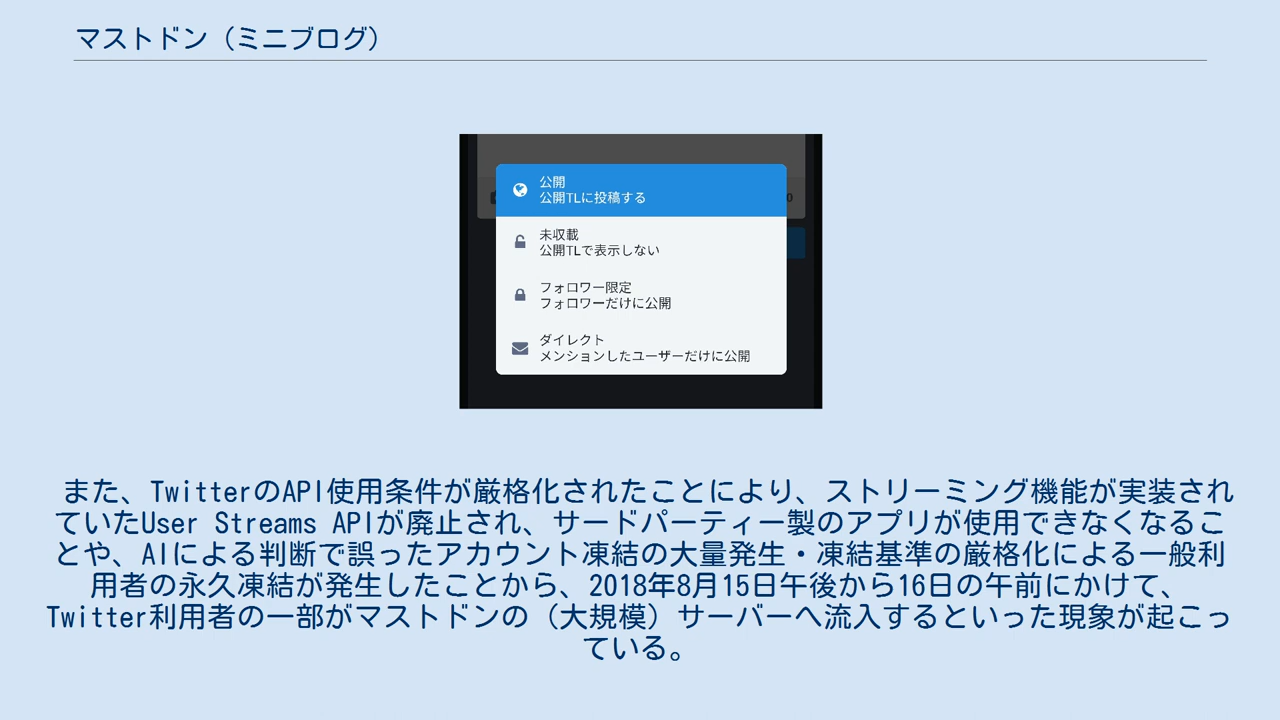 マストドン（ミニブログ）
公開
公開TLに投稿する
0
未収載
公開TLで表示しない
フォロワー限定
フォロワーだけに公開
ダイレクト
メンションしたユーザーだけに公開
また、TwitterのAPI使用条件が厳格化されたことにより、ストリーミング機能が実装され
ていたUser Streams APIが廃止され、サードパーティー製のアプリが使用できなくなるこ
とや、AIによる判断で誤ったアカウント凍結の大量発生・凍結基準の厳格化による一般利
用者の永久凍結が発生したことから、2018年8月15日午後から16日の午前にかけて、
Twitter利用者の一部がマストドンの（大規模）サーバーへ流入するといった現象が起こっ
ている。